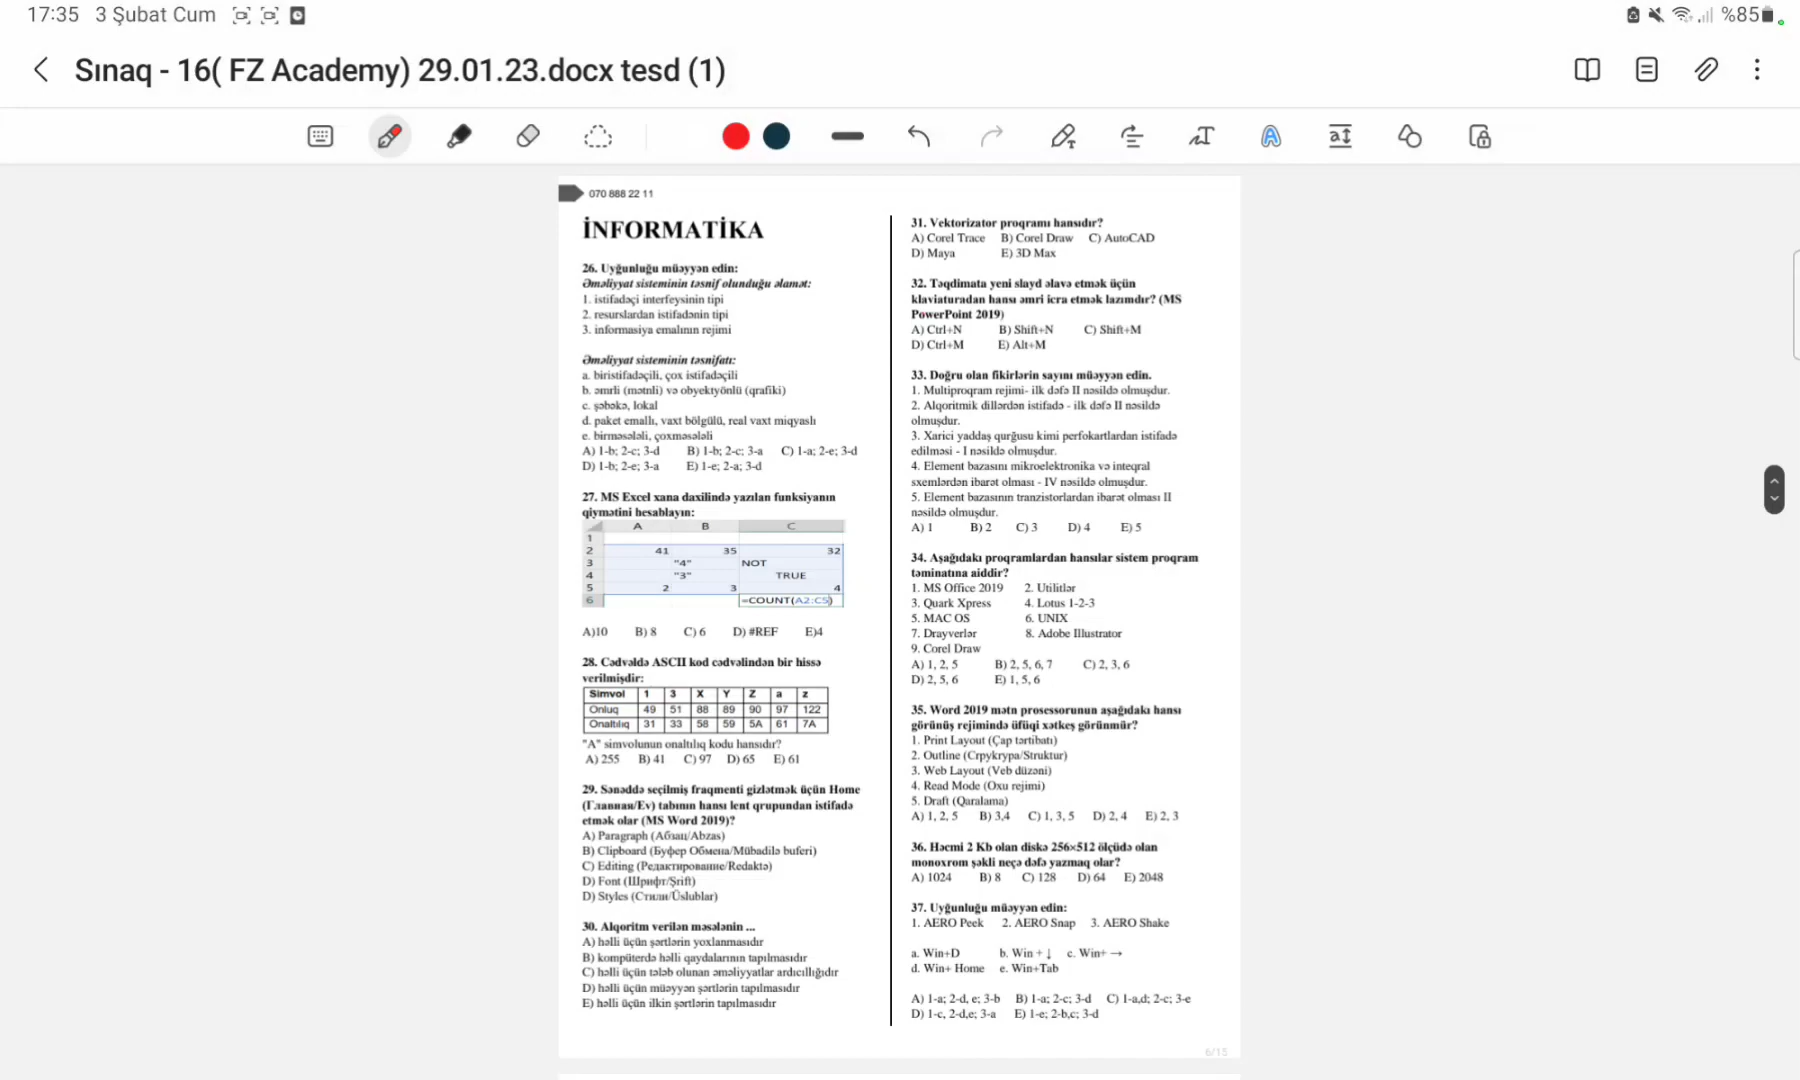 17:35 3 Şubat Cum
%85
Sınaq - 16( FZ Academy) 29.01.23.docx tesd (1)
070 888 22 11
İNFORMATİKA
26. Uyğunluğu müəyyən edin:
Əməliyyat sisteminin təsnif olunduğu əlamət:
1. istifadəçi interfeysinin tipi
2. resurslardan istifadənin tipi
3. informasiya emalının rejimi
Əməliyyat sisteminin təsnifatı:
a. biristifadəçili, çox istifadəçili
b. əmrli (mətnli) və obyektyönlü (qrafiki)
c. şəbəkə, lokal
d. paket emallı, vaxt bölgülü, real vaxt miqyaslı
e. birməsələli, çoxməsələli
A) 1-b; 2-c; 3-d B) 1-b; 2-c; 3-a C) 1-a; 2-e; 3-d
D) 1-b; 2-e; 3-a E) 1-e; 2-a; 3-d
27. MS Excel xana daxilində yazılan funksiyanın
qiymətini hesablayın:
A B C
1
2 41 35 32
3 "4" NOT
4 "3" TRUE
5 2 3 4
6 =COUNT(A2:C5)
A)10 B) 8 C) 6 D) #REF E)4
28. Cədvəldə ASCII kod cədvəlindən bir hissə
verilmişdir:
Simvol 1 3 X Y Z a z
Onluq 49 51 88 89 90 97 122
Onaltılıq 31 33 58 59 5A 61 7A
"A" simvolunun onaltılıq kodu hansıdır?
A) 255 B) 41 C) 97 D) 65 E) 61
29. Sənəddə seçilmiş fraqmenti gizlətmək üçün Home
(Главная/Ev) tabının hansı lent qrupundan istifadə
etmək olar (MS Word 2019)?
A) Paragraph (Абзац/Abzas)
B) Clipboard (Буфер Обмена/Mübadilə buferi)
C) Editing (Редактирование/Redaktə)
D) Font (Шрифт/Şrift)
D) Styles (Стили/Üslublar)
30. Alqoritm verilən məsələnin ...
A) həlli üçün şərtlərin yoxlanmasıdır
B) kompüterdə həlli qaydalarının tapılmasıdır
C) həlli üçün tələb olunan əməliyyatlar ardıcıllığıdır
D) həlli üçün müəyyən şərtlərin tapılmasıdır
E) həlli üçün ilkin şərtlərin tapılmasıdır
31. Vektorizator proqramı hansıdır?
A) Corel Trace B) Corel Draw C) AutoCAD
D) Maya E) 3D Max
32. Təqdimata yeni slayd əlavə etmək üçün
klaviaturadan hansı əmri icra etmək lazımdır? (MS
PowerPoint 2019)
A) Ctrl+N B) Shift+N C) Shift+M
D) Ctrl+M E) Alt+M
33. Doğru olan fikirlərin sayını müəyyən edin.
1. Multiproqram rejimi- ilk dəfə II nəsildə olmuşdur.
2. Alqoritmik dillərdən istifadə - ilk dəfə II nəsildə
olmuşdur.
3. Xarici yaddaş qurğusu kimi perfokartlardan istifadə
edilməsi - I nəsildə olmuşdur.
4. Element bazasını mikroelektronika və inteqral
sxemlərdən ibarət olması - IV nəsildə olmuşdur.
5. Element bazasının tranzistorlardan ibarət olması II
nəsildə olmuşdur.
A) 1 B) 2 C) 3 D) 4 E) 5
34. Aşağıdakı proqramlardan hansılar sistem proqram
təminatına aiddir?
1. MS Office 2019 2. Utilitlər
3. Quark Xpress 4. Lotus 1-2-3
5. MAC OS 6. UNIX
7. Drayverlər 8. Adobe Illustrator
9. Corel Draw
A) 1, 2, 5 B) 2, 5, 6, 7 C) 2, 3, 6
D) 2, 5, 6 E) 1, 5, 6
35. Word 2019 mətn prosessorunun aşağıdakı hansı
görünüş rejimində üfüqi xətkeş görünmür?
1. Print Layout (Çap tərtibatı)
2. Outline (Cтруктура/Struktur)
3. Web Layout (Veb düzəni)
4. Read Mode (Oxu rejimi)
5. Draft (Qaralama)
A) 1, 2, 5 B) 3,4 C) 1, 3, 5 D) 2, 4 E) 2, 3
36. Həcmi 2 Kb olan diskə 256×512 ölçüdə olan
monoxrom şəkli neçə dəfə yazmaq olar?
A) 1024 B) 8 C) 128 D) 64 E) 2048
37. Uyğunluğu müəyyən edin:
1. AERO Peek 2. AERO Snap 3. AERO Shake
a. Win+D b. Win + ↓ c. Win+ →
d. Win+ Home e. Win+Tab
A) 1-a; 2-d, e; 3-b B) 1-a; 2-c; 3-d C) 1-a,d; 2-c; 3-e
D) 1-c, 2-d,e; 3-a E) 1-e; 2-b,c; 3-d
6/15